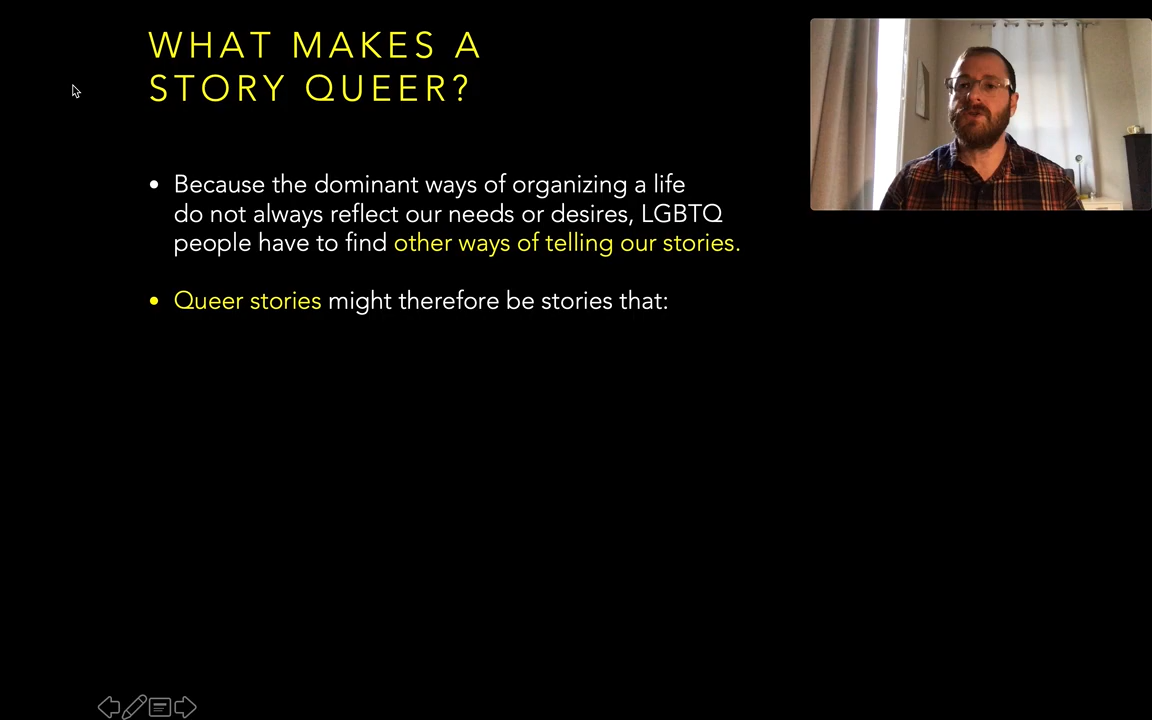 WHAT MAKES A
STORY QUEER?
• Because the dominant ways of organizing a life
do not always reflect our needs or desires, LGBTQ
people have to find other ways of telling our stories.
• Queer stories might therefore be stories that: